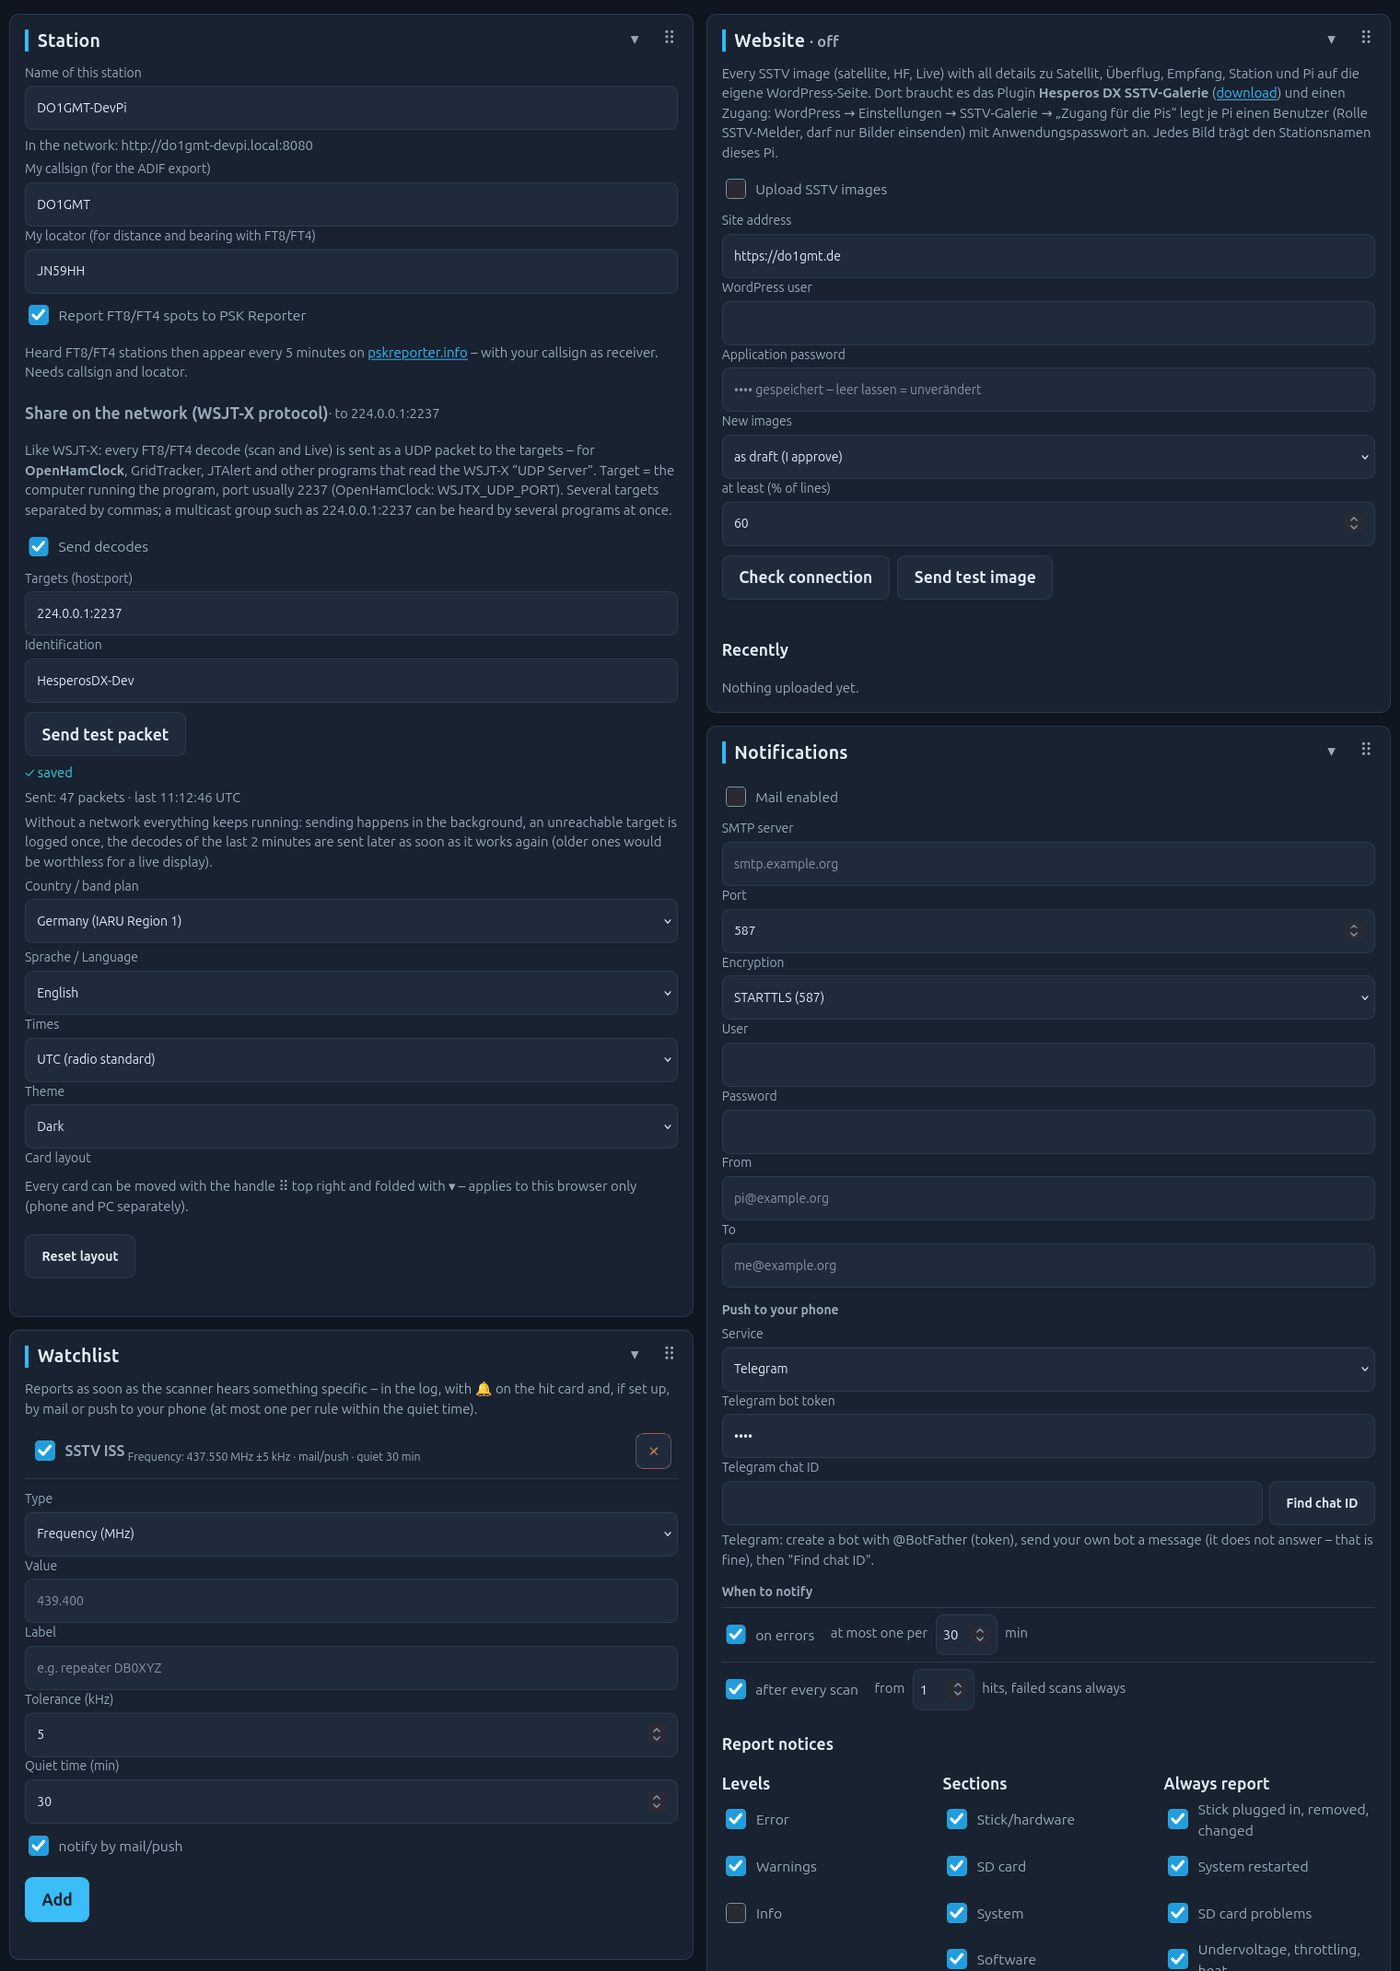 Station
▼ ⠿
Name of this station
DO1GMT-DevPi
In the network: http://do1gmt-devpi.local:8080
My callsign (for the ADIF export)
DO1GMT
My locator (for distance and bearing with FT8/FT4)
JN59HH
Report FT8/FT4 spots to PSK Reporter
Heard FT8/FT4 stations then appear every 5 minutes on pskreporter.info – with your callsign as receiver.
Needs callsign and locator.
Share on the network (WSJT-X protocol)· to 224.0.0.1:2237
Like WSJT-X: every FT8/FT4 decode (scan and Live) is sent as a UDP packet to the targets – for
OpenHamClock, GridTracker, JTAlert and other programs that read the WSJT-X “UDP Server”. Target = the
computer running the program, port usually 2237 (OpenHamClock: WSJTX_UDP_PORT). Several targets
separated by commas; a multicast group such as 224.0.0.1:2237 can be heard by several programs at once.
Send decodes
Targets (host:port)
224.0.0.1:2237
Identification
HesperosDX-Dev
Send test packet
✓ saved
Sent: 47 packets · last 11:12:46 UTC
Without a network everything keeps running: sending happens in the background, an unreachable target is
logged once, the decodes of the last 2 minutes are sent later as soon as it works again (older ones would
be worthless for a live display).
Country / band plan
Germany (IARU Region 1)
Sprache / Language
English
Times
UTC (radio standard)
Theme
Dark
Card layout
Every card can be moved with the handle ⠿ top right and folded with ▾ – applies to this browser only
(phone and PC separately).
Reset layout
Watchlist
▼ ⠿
Reports as soon as the scanner hears something specific – in the log, with 🔔 on the hit card and, if set up,
by mail or push to your phone (at most one per rule within the quiet time).
SSTV ISS Frequency: 437.550 MHz ±5 kHz · mail/push · quiet 30 min
×
Type
Frequency (MHz)
Value
439.400
Label
e.g. repeater DB0XYZ
Tolerance (kHz)
5
Quiet time (min)
30
notify by mail/push
Add
Website · off
▼ ⠿
Every SSTV image (satellite, HF, Live) with all details zu Satellit, Überflug, Empfang, Station und Pi auf die
eigene WordPress-Seite. Dort braucht es das Plugin Hesperos DX SSTV-Galerie (download) und einen
Zugang: WordPress → Einstellungen → SSTV-Galerie → „Zugang für die Pis“ legt je Pi einen Benutzer (Rolle
SSTV-Melder, darf nur Bilder einsenden) mit Anwendungspasswort an. Jedes Bild trägt den Stationsnamen
dieses Pi.
Upload SSTV images
Site address
https://do1gmt.de
WordPress user
Application password
•••• gespeichert – leer lassen = unverändert
New images
as draft (I approve)
at least (% of lines)
60
Check connection
Send test image
Recently
Nothing uploaded yet.
Notifications
▼ ⠿
Mail enabled
SMTP server
smtp.example.org
Port
587
Encryption
STARTTLS (587)
User
Password
From
pi@example.org
To
me@example.org
Push to your phone
Service
Telegram
Telegram bot token
••••
Telegram chat ID
Find chat ID
Telegram: create a bot with @BotFather (token), send your own bot a message (it does not answer – that is
fine), then "Find chat ID".
When to notify
on errors at most one per 30 min
after every scan from 1 hits, failed scans always
Report notices
Levels
Error
Warnings
Info
Sections
Stick/hardware
SD card
System
Software
Always report
Stick plugged in, removed,
changed
System restarted
SD card problems
Undervoltage, throttling,
heat